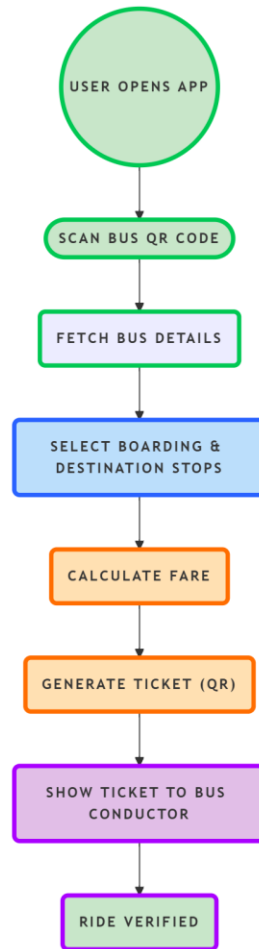 USER OPENS APP
SCAN BUS QR CODE
FETCH BUS DETAILS
SELECT BOARDING &
DESTINATION STOPS
CALCULATE FARE
GENERATE TICKET (QR)
SHOW TICKET TO BUS
CONDUCTOR
RIDE VERIFIED